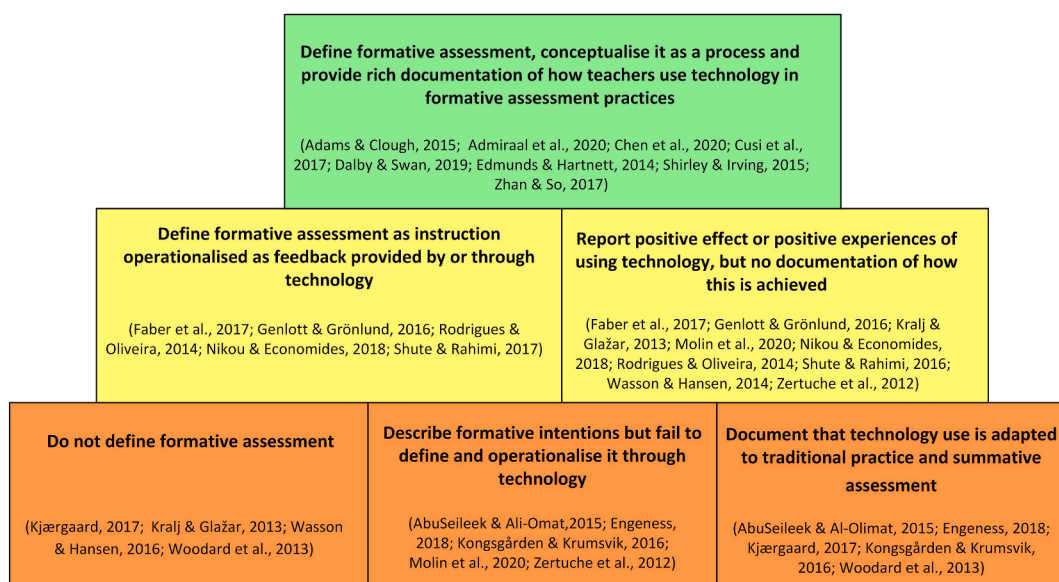 Define formative assessment, conceptualise it as a process and
provide rich documentation of how teachers use technology in
formative assessment practices
(Adams & Clough, 2015;  Admiraal et al., 2020; Chen et al., 2020; Cusi et al.,
2017; Dalby & Swan, 2019; Edmunds & Hartnett, 2014; Shirley & Irving, 2015;
Zhan & So, 2017)
Define formative assessment as instruction
operationalised as feedback provided by or through
technology
(Faber et al., 2017; Genlott & Grönlund, 2016; Rodrigues &
Oliveira, 2014; Nikou & Economides, 2018; Shute & Rahimi, 2017)
Report positive effect or positive experiences of
using technology, but no documentation of how
this is achieved
(Faber et al., 2017; Genlott & Grönlund, 2016; Kralj &
Glažar, 2013; Molin et al., 2020; Nikou & Economides,
2018; Rodrigues & Oliveira, 2014; Shute & Rahimi, 2016;
Wasson & Hansen, 2014; Zertuche et al., 2012)
Do not define formative assessment
(Kjærgaard, 2017;  Kralj & Glažar, 2013; Wasson
& Hansen, 2016; Woodard et al., 2013)
Describe formative intentions but fail to
define and operationalise it through
technology
(AbuSeileek & Ali-Omat,2015; Engeness,
2018; Kongsgården & Krumsvik, 2016;
Molin et al., 2020; Zertuche et al., 2012)
Document that technology use is adapted
to traditional practice and summative
assessment
(AbuSeileek & Al-Olimat, 2015; Engeness, 2018;
Kjærgaard, 2017; Kongsgården & Krumsvik,
2016; Woodard et al., 2013)